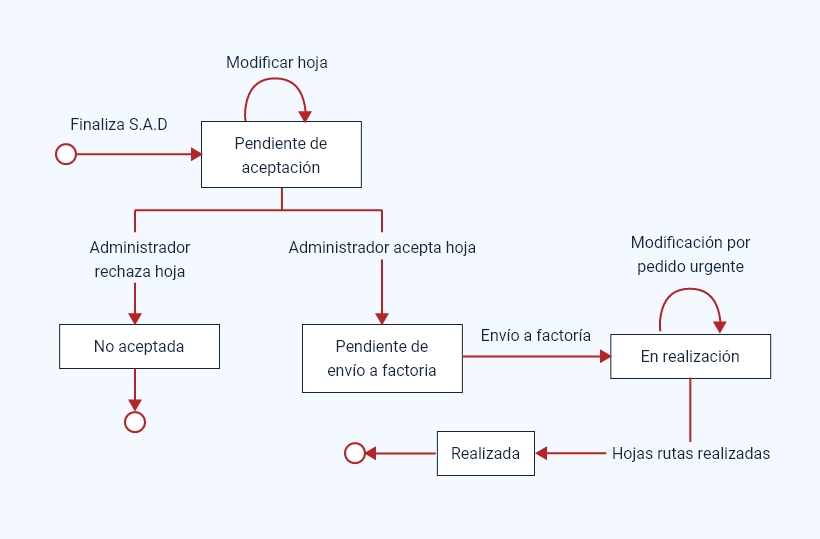 Modificar hoja
Finaliza S.A.D
Pendiente de
aceptación
Administrador
rechaza hoja
Administrador acepta hoja
Modificación por
pedido urgente
No aceptada
Pendiente de
envío a factoria
Envío a factoría
En realización
Realizada
Hojas rutas realizadas